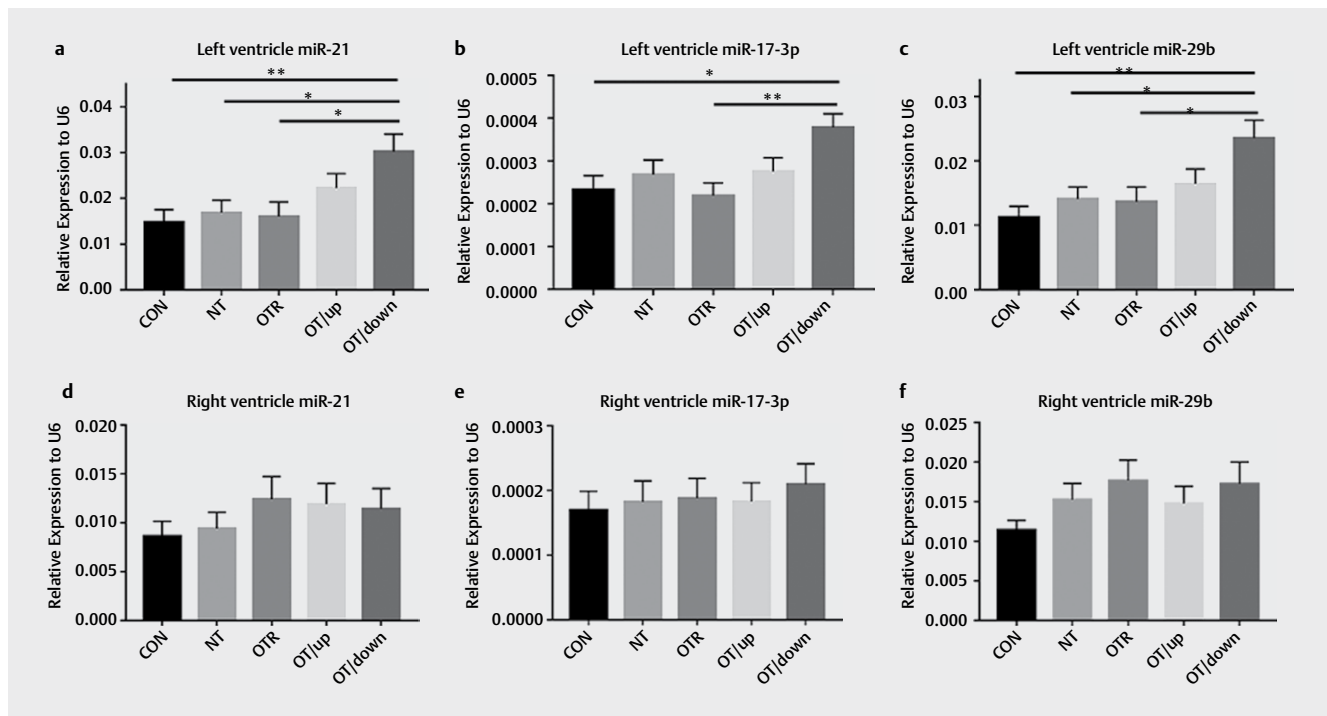 a
Left ventricle miR-21
**
*
*
Relative Expression to U6
0.04
0.03
0.02
0.01
0.00
CON
NT
OTR
OT/up
OT/down
b
Left ventricle miR-17-3p
*
**
Relative Expression to U6
0.0005
0.0004
0.0003
0.0002
0.0001
0.0000
CON
NT
OTR
OT/up
OT/down
c
Left ventricle miR-29b
**
*
*
Relative Expression to U6
0.03
0.02
0.01
0.00
CON
NT
OTR
OT/up
OT/down
d
Right ventricle miR-21
Relative Expression to U6
0.020
0.015
0.010
0.005
0.000
CON
NT
OTR
OT/up
OT/down
e
Right ventricle miR-17-3p
Relative Expression to U6
0.0003
0.0002
0.0001
0.0000
CON
NT
OTR
OT/up
OT/down
f
Right ventricle miR-29b
Relative Expression to U6
0.025
0.020
0.015
0.010
0.005
0.000
CON
NT
OTR
OT/up
OT/down